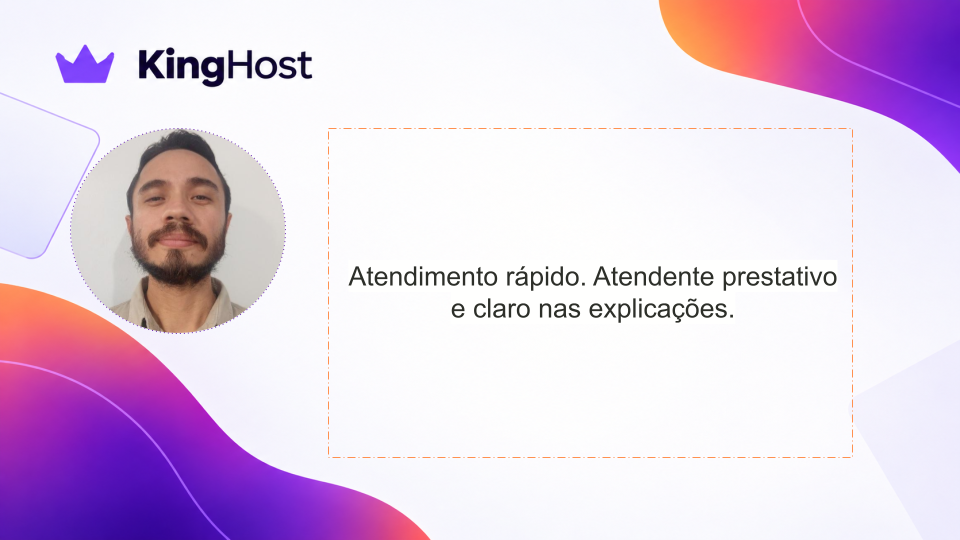 KingHost
Atendimento rápido. Atendente prestativo
e claro nas explicações.